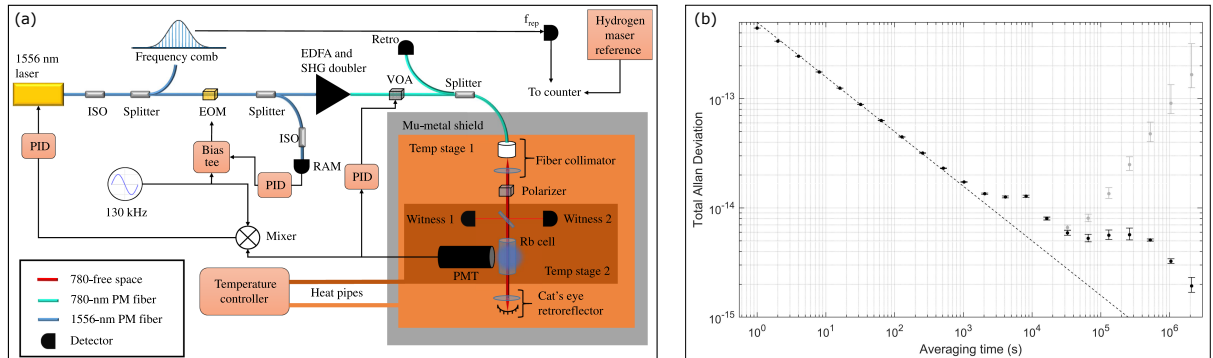 (a)
1556 nm
laser
Frequency comb
ISO
Splitter
EOM
Splitter
ISO
RAM
PID
Bias
tee
PID
130 kHz
Mixer
EDFA and
SHG doubler
Retro
VOA
Splitter
PID
f_rep
To counter
Hydrogen
maser
reference
Mu-metal shield
Temp stage 1
Fiber collimator
Polarizer
Witness 1
Witness 2
Rb cell
PMT
Temp stage 2
Cat's eye
retroreflector
Temperature
controller
Heat pipes
780-free space
780-nm PM fiber
1556-nm PM fiber
Detector
(b)
Total Allan Deviation
10^-13
10^-14
10^-15
10^0
10^1
10^2
10^3
10^4
10^5
10^6
Averaging time (s)